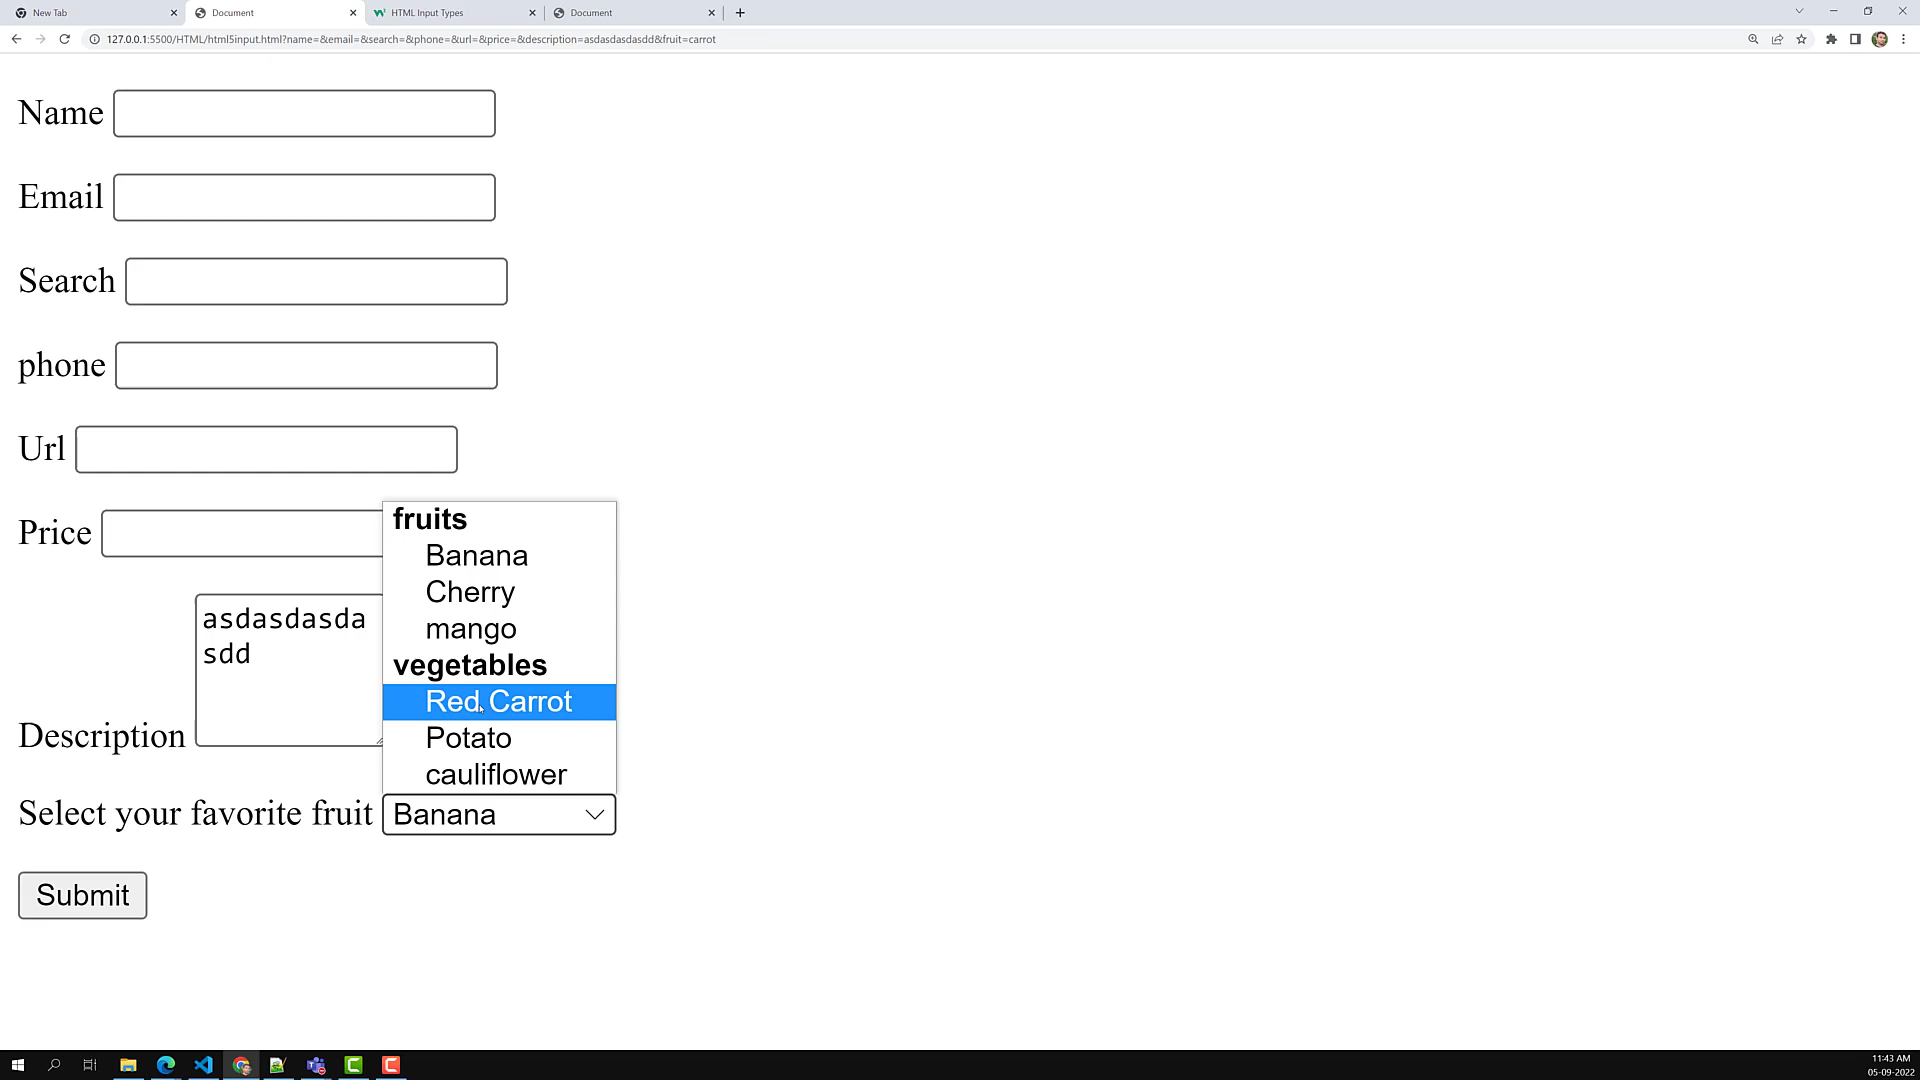 New Tab
Document
HTML Input Types
Document
127.0.0.1:5500/HTML/html5input.html?name=&email=&search=&phone=&url=&price=&description=asdasdasdasdd&fruit=carrot
Name
Email
Search
phone
Url
Price
fruits
Banana
Cherry
mango
vegetables
Red Carrot
Potato
cauliflower
asdasdasda
sdd
Description
Select your favorite fruit Banana
Submit
11:43 AM
05-09-2022